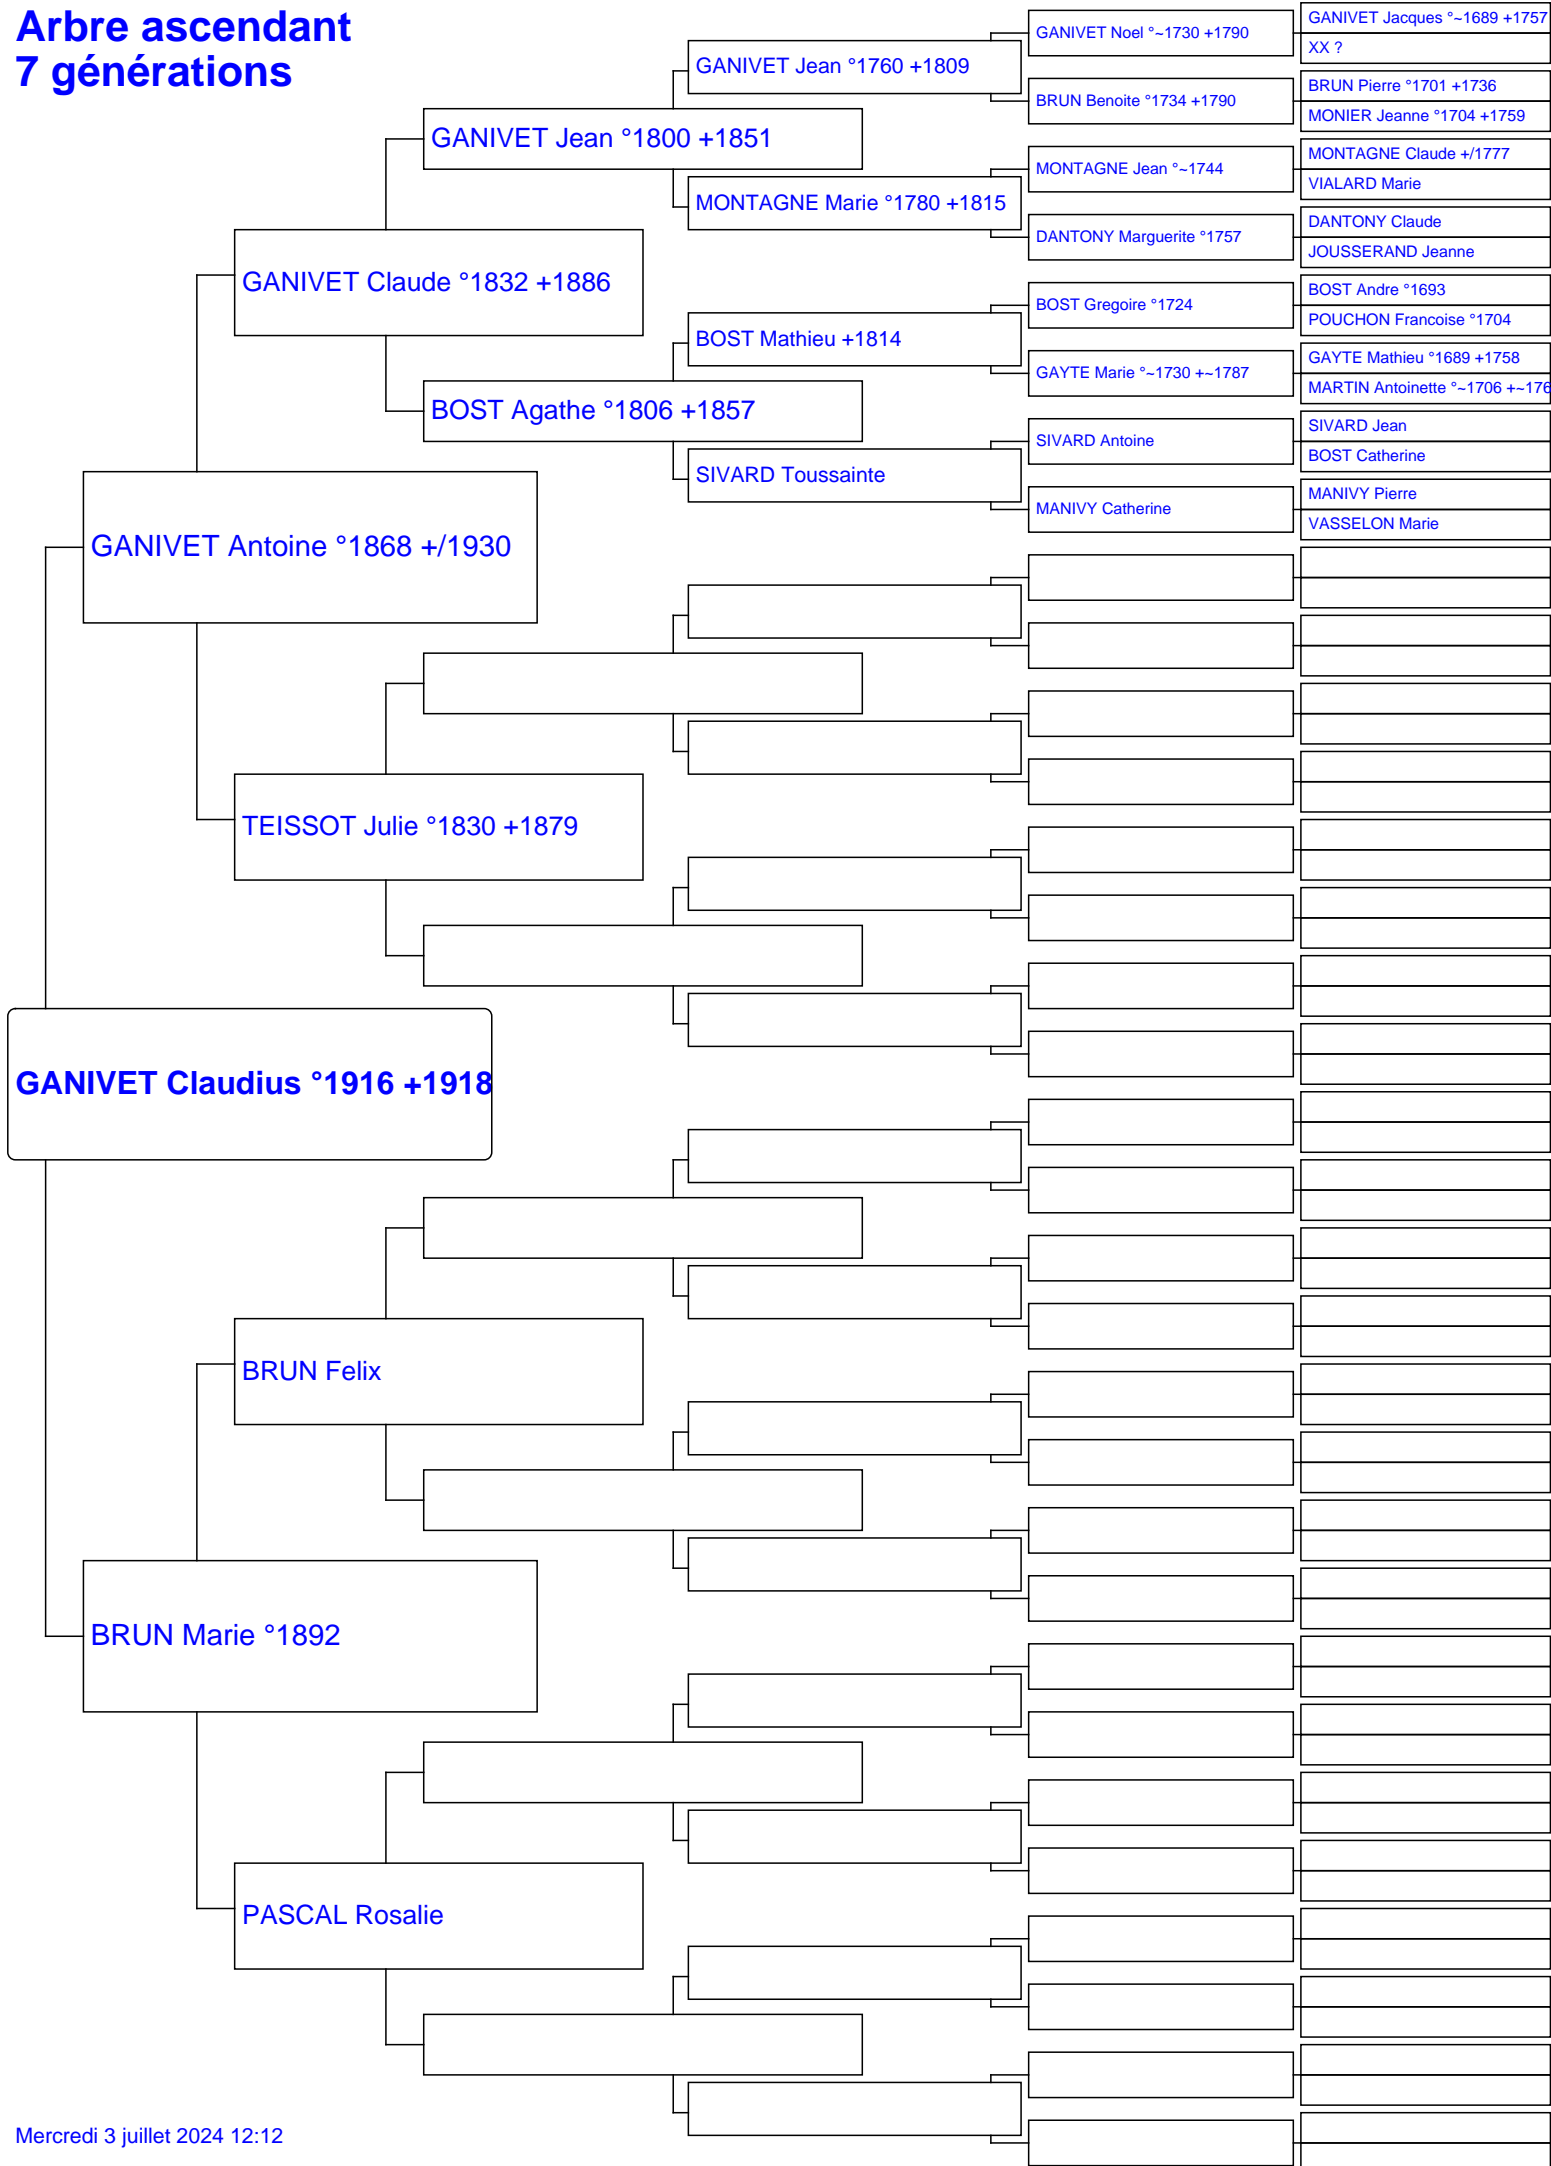 Arbre ascendant
7 générations
GANIVET Claudius °1916 +1918
GANIVET Antoine °1868 +/1930
BRUN Marie °1892
GANIVET Claude °1832 +1886
TEISSOT Julie °1830 +1879
BRUN Felix
PASCAL Rosalie
GANIVET Jean °1800 +1851
BOST Agathe °1806 +1857
GANIVET Jean °1760 +1809
MONTAGNE Marie °1780 +1815
BOST Mathieu +1814
SIVARD Toussainte
GANIVET Noel °~1730 +1790
BRUN Benoite °1734 +1790
MONTAGNE Jean °~1744
DANTONY Marguerite °1757
BOST Gregoire °1724
GAYTE Marie °~1730 +~1787
SIVARD Antoine
MANIVY Catherine
GANIVET Jacques °~1689 +1757
XX ?
BRUN Pierre °1701 +1736
MONIER Jeanne °1704 +1759
MONTAGNE Claude +/1777
VIALARD Marie
DANTONY Claude
JOUSSERAND Jeanne
BOST Andre °1693
POUCHON Francoise °1704
GAYTE Mathieu °1689 +1758
MARTIN Antoinette °~1706 +~176
SIVARD Jean
BOST Catherine
MANIVY Pierre
VASSELON Marie
Mercredi 3 juillet 2024 12:12